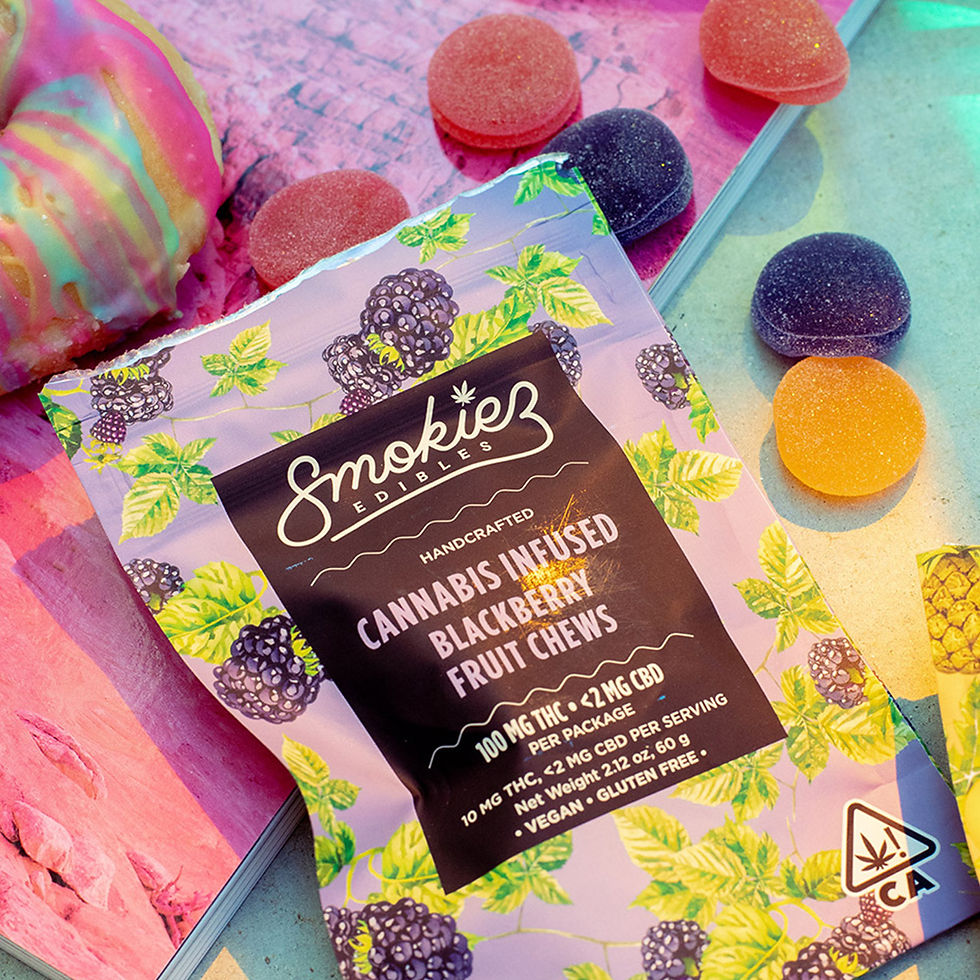 Smokiez
EDIBLES
HANDCRAFTED
CANNABIS INFUSED
BLACKBERRY
FRUIT CHEWS
100 MG THC • <2 MG CBD
PER PACKAGE
10 MG THC, <2 MG CBD PER SERVING
Net Weight 2.12 oz, 60 g
• VEGAN • GLUTEN FREE •
!
CA